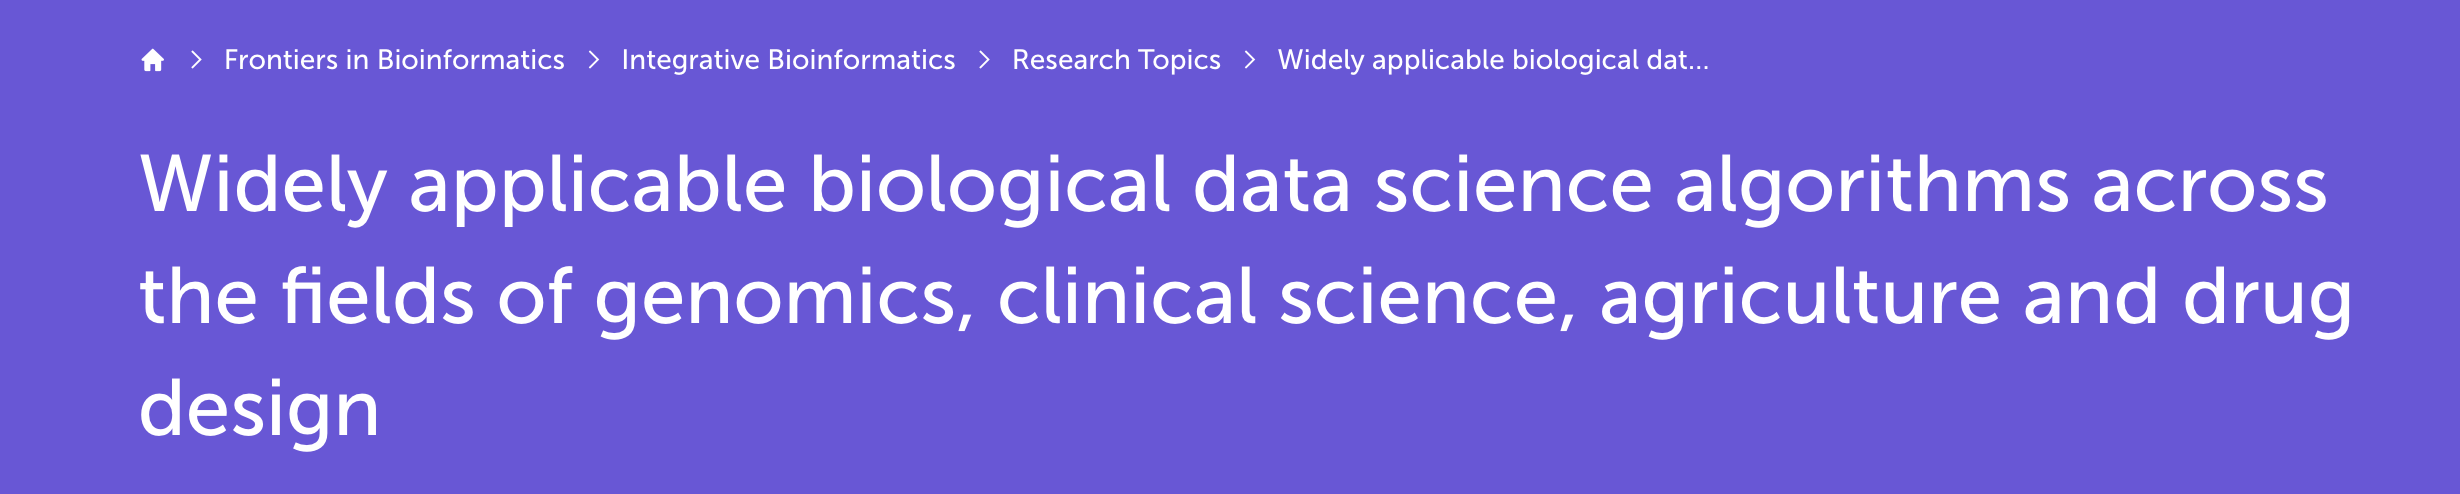 Frontiers in Bioinformatics > Integrative Bioinformatics > Research Topics > Widely applicable biological dat...
Widely applicable biological data science algorithms across
the fields of genomics, clinical science, agriculture and drug
design